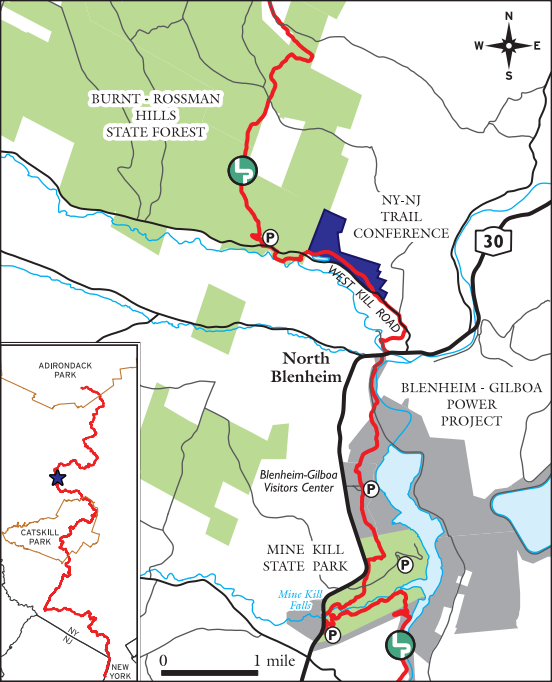 N
W E
S
BURNT - ROSSMAN
HILLS
STATE FOREST
NY-NJ
TRAIL
CONFERENCE
30
P
WEST KILL ROAD
North
Blenheim
BLENHEIM - GILBOA
POWER
PROJECT
Blenheim-Gilboa
Visitors Center
P
MINE KILL
STATE PARK
P
Mine Kill
Falls
P
0 1 mile
ADIRONDACK
PARK
CATSKILL
PARK
NY
NJ
NEW
YORK